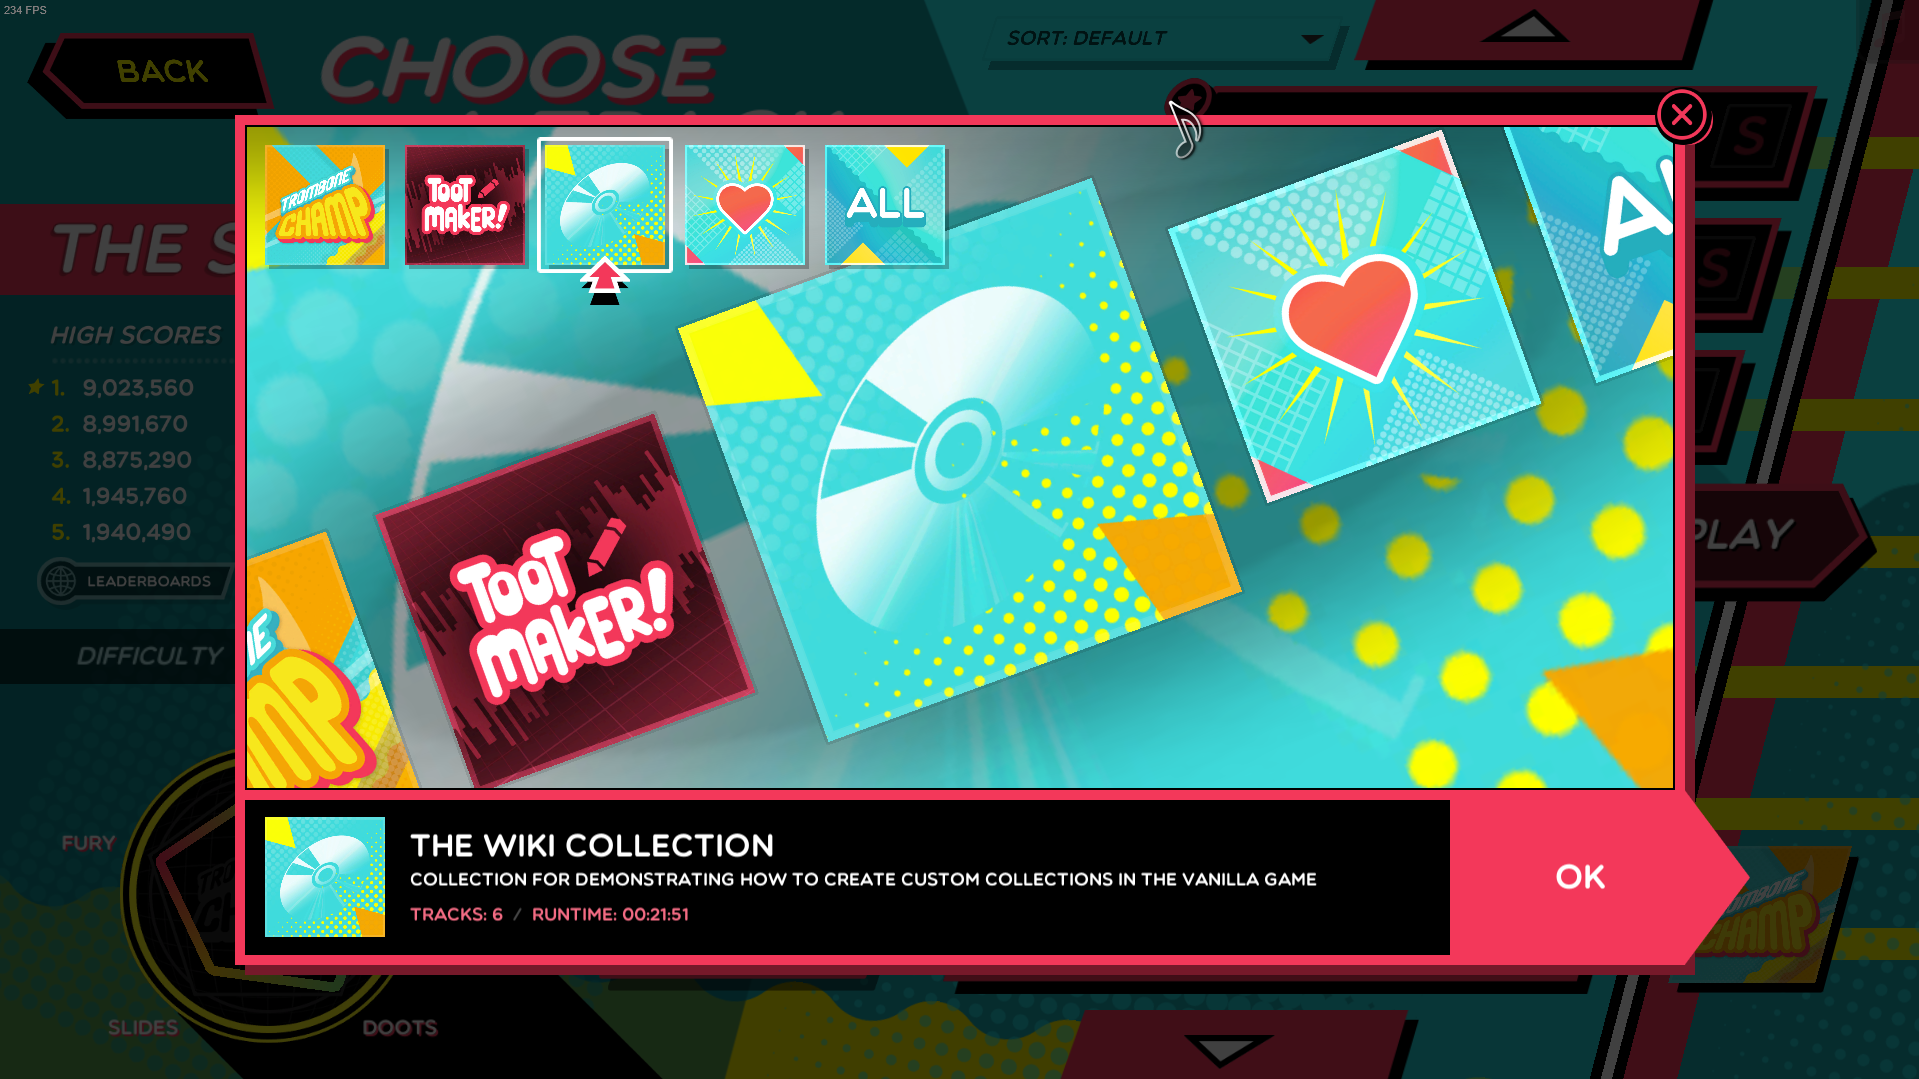 234 FPS
BACK
CHOOSE
SORT: DEFAULT
S
TROMBONE
CHAMP
TOOT
MAKER!
ALL
THE S
S
HIGH SCORES
1. 9,023,560
2. 8,991,670
3. 8,875,290
4. 1,945,760
5. 1,940,490
LEADERBOARDS
PLAY
TOOT
MAKER!
DIFFICULTY
FURY
THE WIKI COLLECTION
COLLECTION FOR DEMONSTRATING HOW TO CREATE CUSTOM COLLECTIONS IN THE VANILLA GAME
TRACKS: 6 / RUNTIME: 00:21:51
OK
TROMBONE
CHAMP
SLIDES
DOOTS